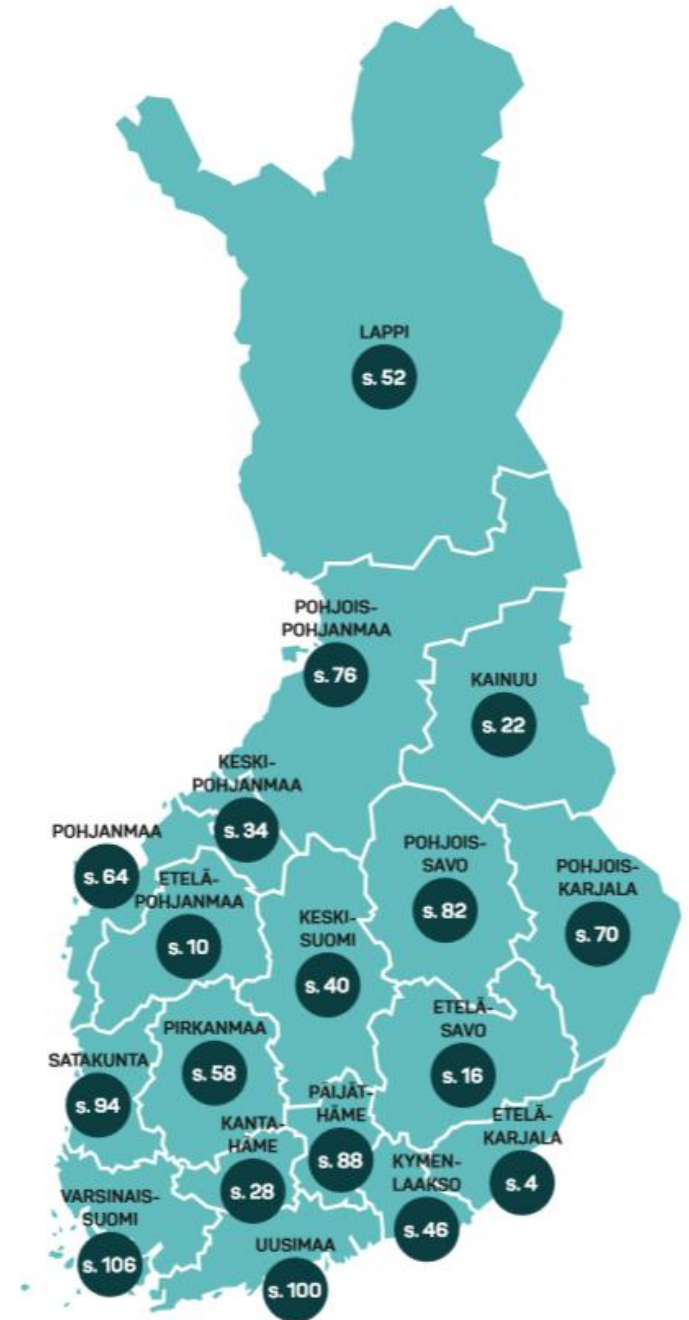 LAPPI
s. 52
POHJOIS-
POHJANMAA
s. 76
KAINUU
s. 22
KESKI-
POHJANMAA
s. 34
POHJANMAA
s. 64
ETELÄ-
POHJANMAA
s. 10
POHJOIS-
SAVO
s. 82
POHJOIS-
KARJALA
s. 70
KESKI-
SUOMI
s. 40
ETELÄ-
SAVO
s. 16
PIRKANMAA
s. 58
SATAKUNTA
s. 94
PÄIJÄT-
HÄME
s. 88
KANTA-
HÄME
s. 28
ETELÄ-
KARJALA
s. 4
KYMEN-
LAAKSO
s. 46
VARSINAIS-
SUOMI
s. 106
UUSIMAA
s. 100